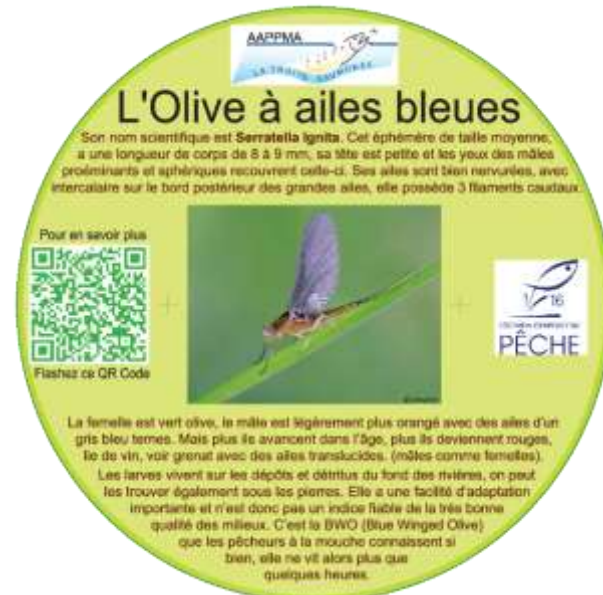 AAPPMA
LA TRUITE SAUMONEE
L'Olive à ailes bleues
Son nom scientifique est Serratella Ignita. Cet éphémère de taille moyenne,
a une longueur de corps de 8 à 9 mm, sa tête est petite et les yeux des mâles
proéminants et sphériques recouvrent celle-ci. Ses ailes sont bien nervurées, avec
intercalaire sur le bord postérieur des grandes ailes, elle possède 3 filaments caudaux.
Pour en savoir plus
Flashez ce QR Code
16
PÊCHE
La femelle est vert olive, le mâle est légèrement plus orangé avec des ailes d'un
gris bleu ternes. Mais plus ils avancent dans l'âge, plus ils deviennent rouges,
lie de vin, voir grenat avec des ailes translucides. (mâles comme femelles).
Les larves vivent sur les dépôts et détritus du fond des rivières, on peut
les trouver également sous les pierres. Elle a une facilité d'adaptation
importante et n'est donc pas un indice fiable de la très bonne
qualité des milieux. C'est la BWO (Blue Winged Olive)
que les pêcheurs à la mouche connaissent si
bien, elle ne vit alors plus que
quelques heures.